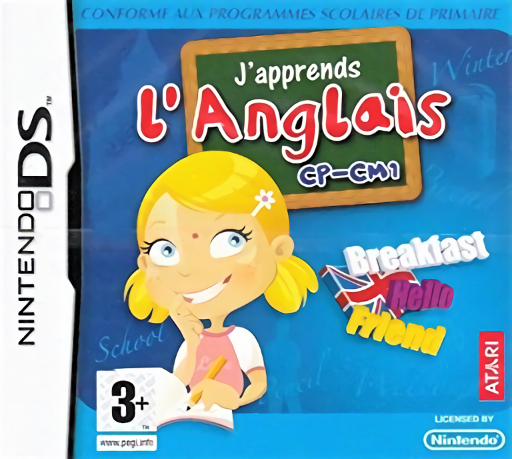 CONFORME AUX PROGRAMMES SCOLAIRES DE PRIMAIRE
NINTENDO DS™
J'apprends
l'Anglais
CP-CM1
Winter
Breakfast
Hello
Friend
School
3+
www.pegi.info
ATARI
LICENSED BY
Nintendo